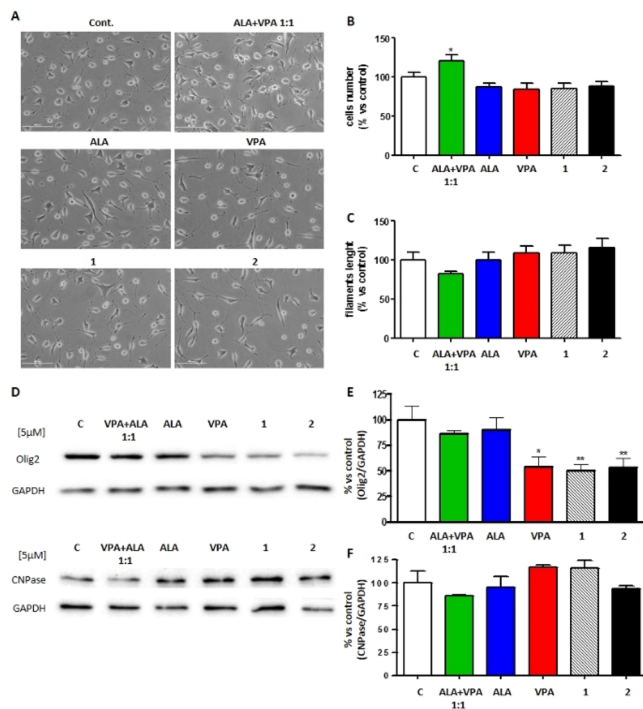 A
Cont.
ALA+VPA 1:1
ALA
VPA
1
2
B
cells number
(% vs control)
150
100
50
0
*
C
ALA+VPA
1:1
ALA
VPA
1
2
C
filaments lenght
(% vs control)
150
100
50
0
C
ALA+VPA
1:1
ALA
VPA
1
2
D
[5µM]
C
VPA+ALA
1:1
ALA
VPA
1
2
Olig2
GAPDH
[5µM]
C
VPA+ALA
1:1
ALA
VPA
1
2
CNPase
GAPDH
E
% vs control
(Olig2/GAPDH)
125
100
75
50
25
0
*
**
**
C
ALA+VPA
1:1
ALA
VPA
1
2
F
% vs control
(CNPase/GAPDH)
125
100
75
50
25
0
C
ALA+VPA
1:1
ALA
VPA
1
2